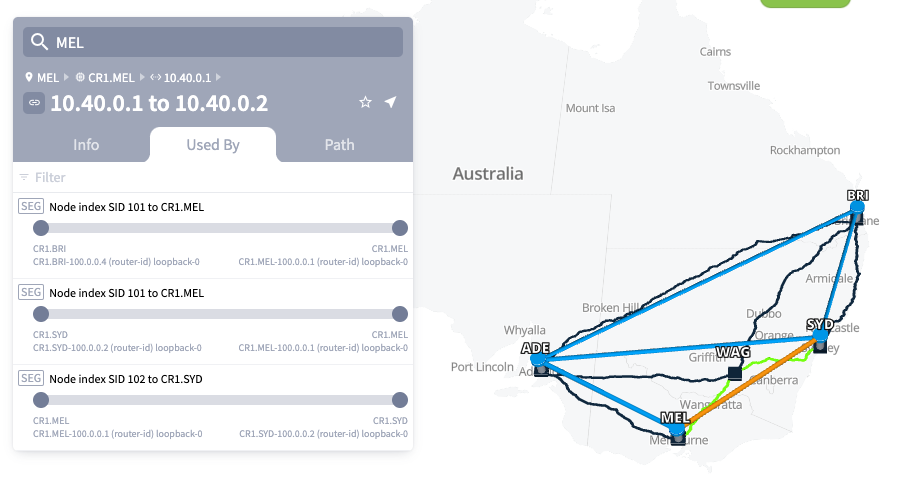 MEL
MEL CR1.MEL 10.40.0.1
10.40.0.1 to 10.40.0.2
Info Used By Path
Filter
SEG Node index SID 101 to CR1.MEL
CR1.BRI CR1.MEL
CR1.BRI-100.0.0.4 (router-id) loopback-0 CR1.MEL-100.0.0.1 (router-id) loopback-0
SEG Node index SID 101 to CR1.MEL
CR1.SYD CR1.MEL
CR1.SYD-100.0.0.2 (router-id) loopback-0 CR1.MEL-100.0.0.1 (router-id) loopback-0
SEG Node index SID 102 to CR1.SYD
CR1.MEL CR1.SYD
CR1.MEL-100.0.0.1 (router-id) loopback-0 CR1.SYD-100.0.0.2 (router-id) loopback-0
Cairns
Townsville
Mount Isa
Rockhampton
Australia
BRI
Armidale
Broken Hill
Dubbo
Whyalla
SYD
Orange
ADE
WAG
Griffith
Port Lincoln
Canberra
Wangaratta
MEL